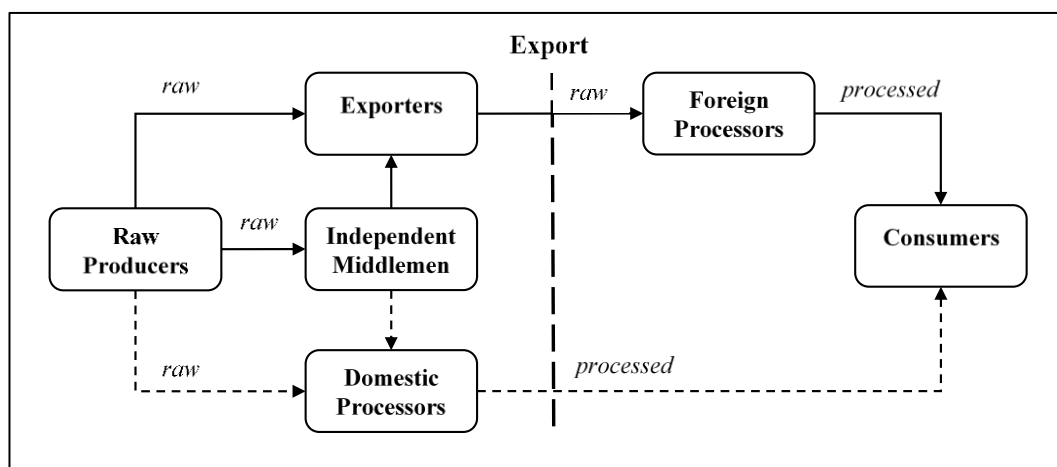 Export
raw
Exporters
raw
Foreign
Processors
processed
Raw
Producers
raw
Independent
Middlemen
Consumers
raw
Domestic
Processors
processed